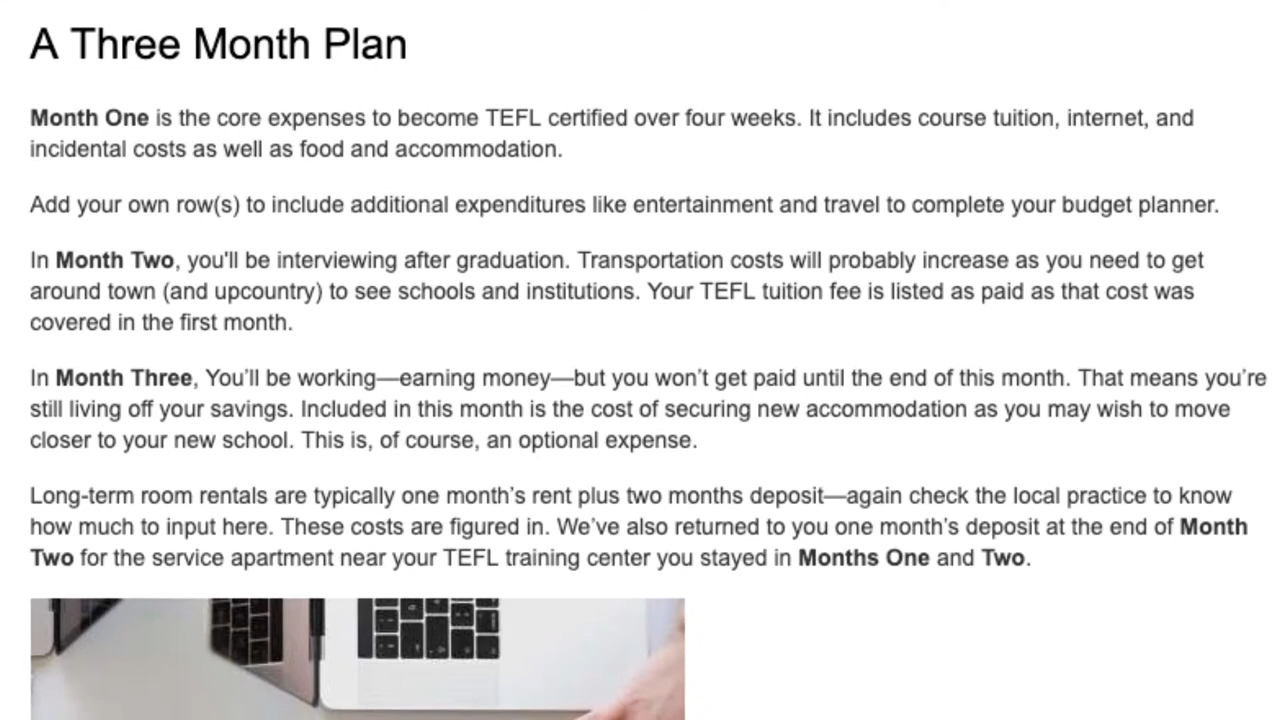 A Three Month Plan
Month One is the core expenses to become TEFL certified over four weeks. It includes course tuition, internet, and
incidental costs as well as food and accommodation.
Add your own row(s) to include additional expenditures like entertainment and travel to complete your budget planner.
In Month Two, you'll be interviewing after graduation. Transportation costs will probably increase as you need to get
around town (and upcountry) to see schools and institutions. Your TEFL tuition fee is listed as paid as that cost was
covered in the first month.
In Month Three, You’ll be working—earning money—but you won’t get paid until the end of this month. That means you’re
still living off your savings. Included in this month is the cost of securing new accommodation as you may wish to move
closer to your new school. This is, of course, an optional expense.
Long-term room rentals are typically one month’s rent plus two months deposit—again check the local practice to know
how much to input here. These costs are figured in. We’ve also returned to you one month’s deposit at the end of Month
Two for the service apartment near your TEFL training center you stayed in Months One and Two.